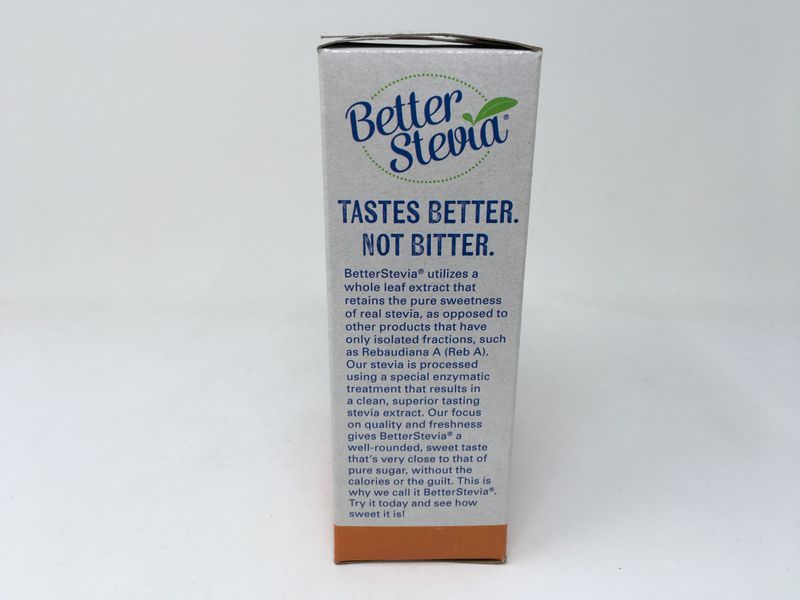 Better
Stevia®
TASTES BETTER.
NOT BITTER.
BetterStevia® utilizes a
whole leaf extract that
retains the pure sweetness
of real stevia, as opposed to
other products that have
only isolated fractions, such
as Rebaudiana A (Reb A).
Our stevia is processed
using a special enzymatic
treatment that results in
a clean, superior tasting
stevia extract. Our focus
on quality and freshness
gives BetterStevia® a
well-rounded, sweet taste
that's very close to that of
pure sugar, without the
calories or the guilt. This is
why we call it BetterStevia®.
Try it today and see how
sweet it is!